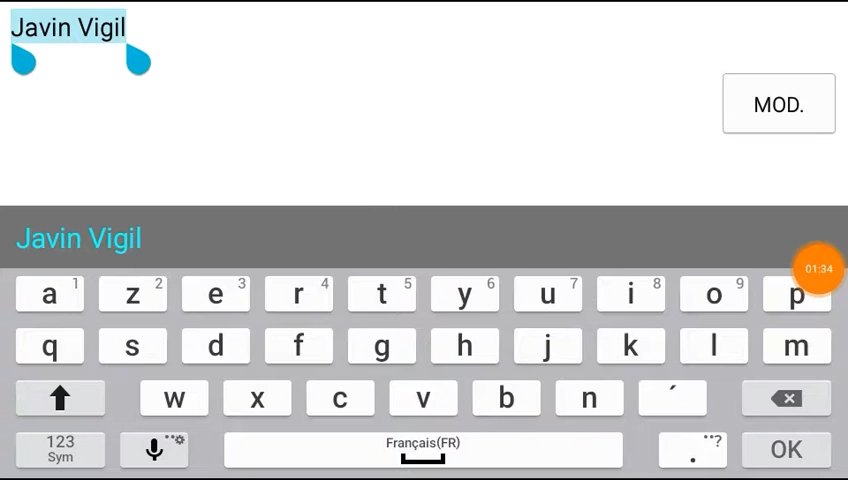 Javin Vigil
MOD.
Javin Vigil
01:34
a 1 z 2 e 3 r 4 t 5 y 6 u 7 i 8 o 9 p
q s d f g h j k l m
w x c v b n ´
123 Sym Français(FR) . ? OK